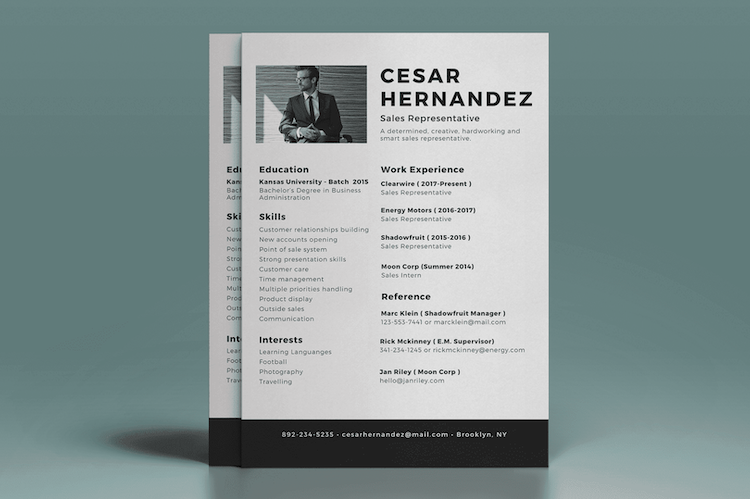 CESAR
HERNANDEZ
Sales Representative
A determined, creative, hardworking and
smart sales representative.
Education
Kansas University - Batch 2015
Bachelor's Degree in Business
Administration
Skills
Customer relationships building
New accounts opening
Point of sale system
Strong presentation skills
Customer care
Time management
Multiple priorities handling
Product display
Outside sales
Communication
Interests
Learning Languanges
Football
Photography
Travelling
Work Experience
Clearwire ( 2017-Present )
Sales Representative
Energy Motors ( 2016-2017)
Sales Representative
Shadowfruit ( 2015-2016 )
Sales Representative
Moon Corp (Summer 2014)
Sales Intern
Reference
Marc Klein ( Shadowfruit Manager )
123-553-7441 or marcklein@mail.com
Rick Mckinney ( E.M. Supervisor)
341-234-1245 or rickmckinney@energy.com
Jan Riley ( Moon Corp )
hello@janriley.com
892-234-5235 - cesarhernandez@mail.com - Brooklyn, NY